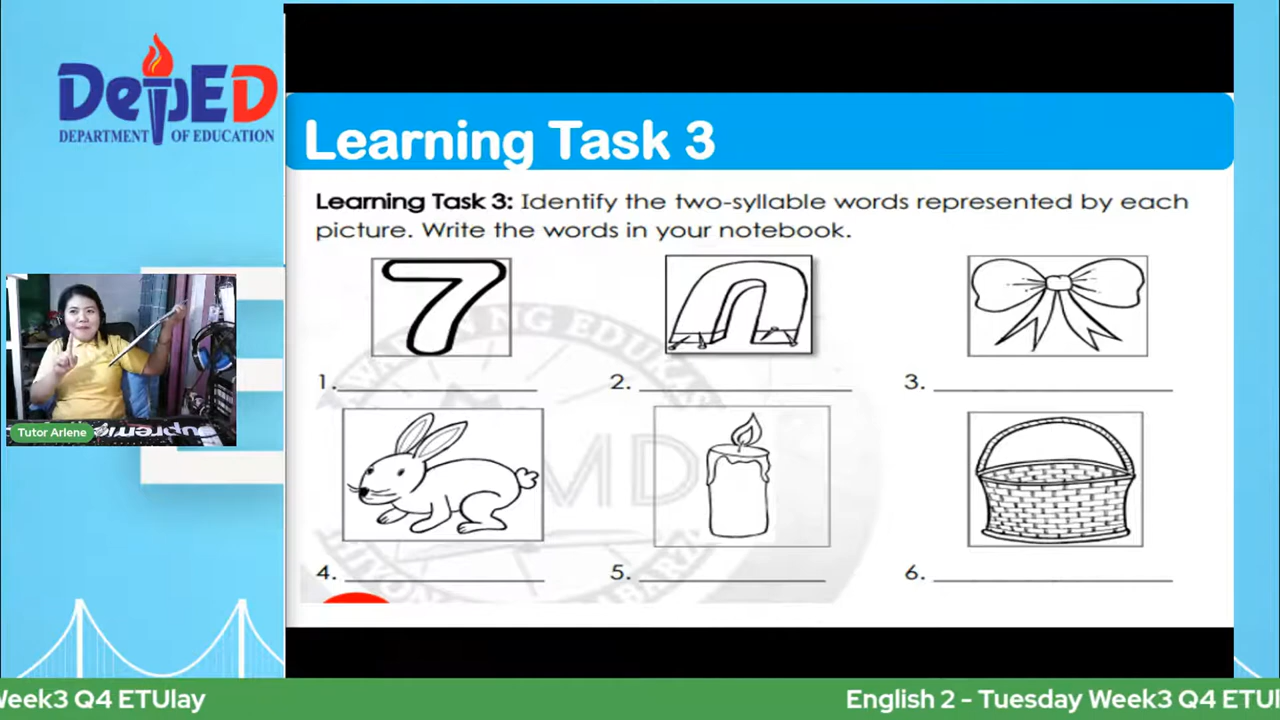 DepED
DEPARTMENT OF EDUCATION
Learning Task 3
Learning Task 3: Identify the two-syllable words represented by each
picture. Write the words in your notebook.
7
1.
2.
3.
4.
5.
6.
Tutor Arlene
Week3 Q4 ETUlay
English 2 - Tuesday Week3 Q4 ETUl